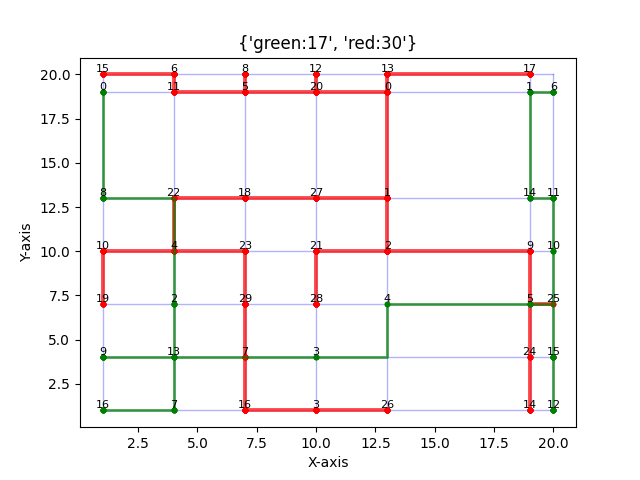 {'green:17', 'red:30'}
15 6 8 12 13 17
20.0
0 11 5 20 0 1 6
17.5
15.0
8 22 18 27 1 14 11
12.5
10 4 23 21 2 9 10
10.0
19 2 29 28 4 5 25
7.5
5.0
9 13 7 3 24 15
2.5
16 7 16 3 26 14 12
2.5 5.0 7.5 10.0 12.5 15.0 17.5 20.0
X-axis
Y-axis